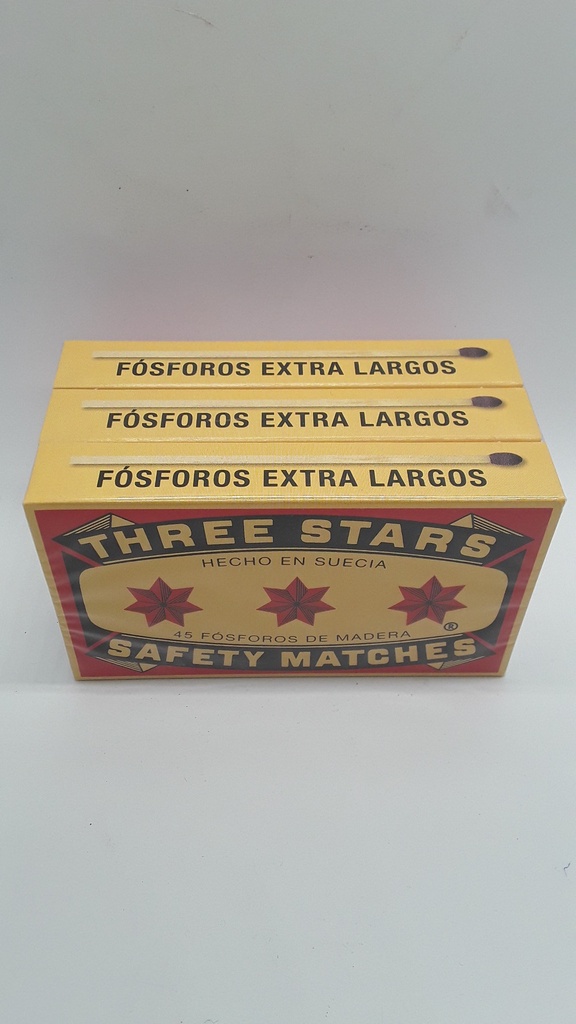 FÓSFOROS EXTRA LARGOS
FÓSFOROS EXTRA LARGOS
FÓSFOROS EXTRA LARGOS
THREE STARS
HECHO EN SUECIA
45 FÓSFOROS DE MADERA ®
SAFETY MATCHES